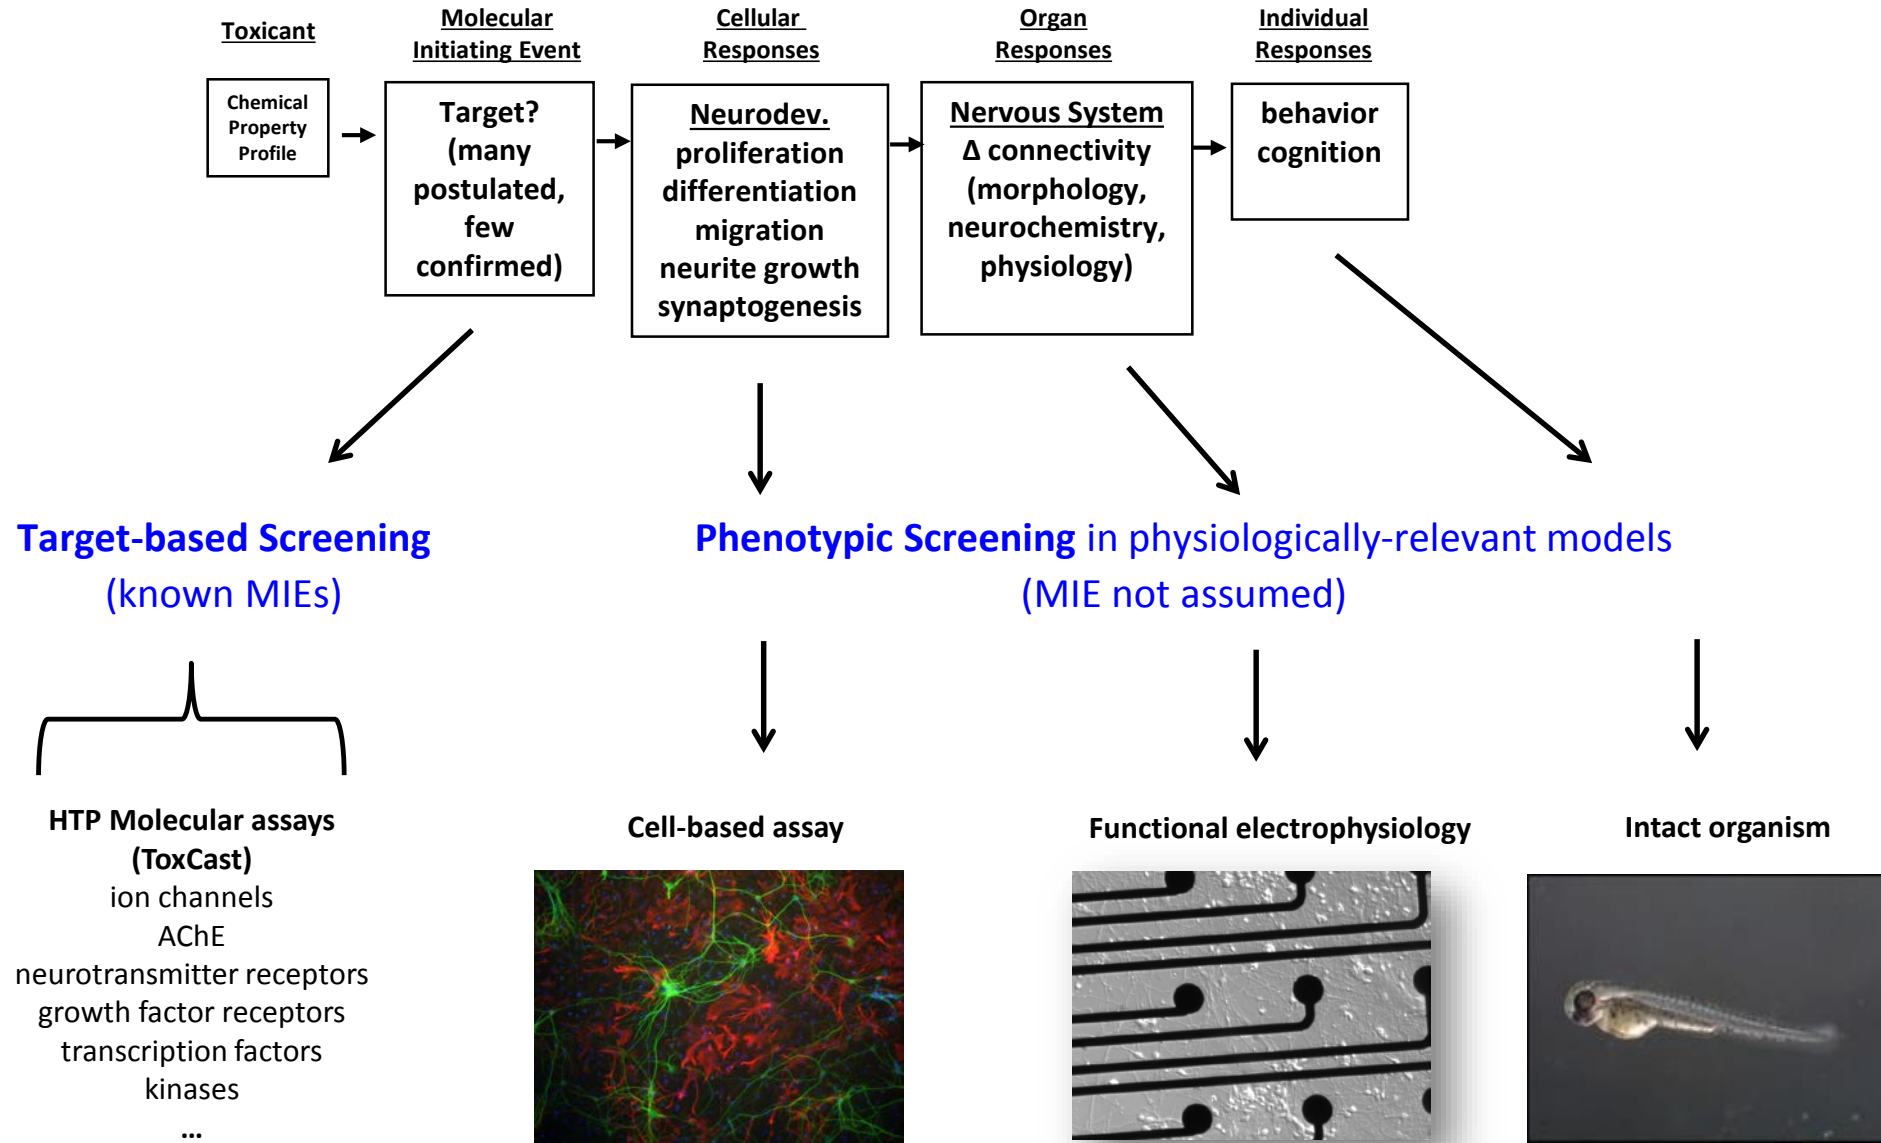 Toxicant
Molecular
Initiating Event
Cellular
Responses
Organ
Responses
Individual
Responses
Chemical
Property
Profile
Target?
(many
postulated,
few
confirmed)
Neurodev.
proliferation
differentiation
migration
neurite growth
synaptogenesis
Nervous System
Δ connectivity
(morphology,
neurochemistry,
physiology)
behavior
cognition
Target-based Screening
(known MIEs)
Phenotypic Screening in physiologically-relevant models
(MIE not assumed)
HTP Molecular assays
(ToxCast)
ion channels
AChE
neurotransmitter receptors
growth factor receptors
transcription factors
kinases
...
Cell-based assay
Functional electrophysiology
Intact organism